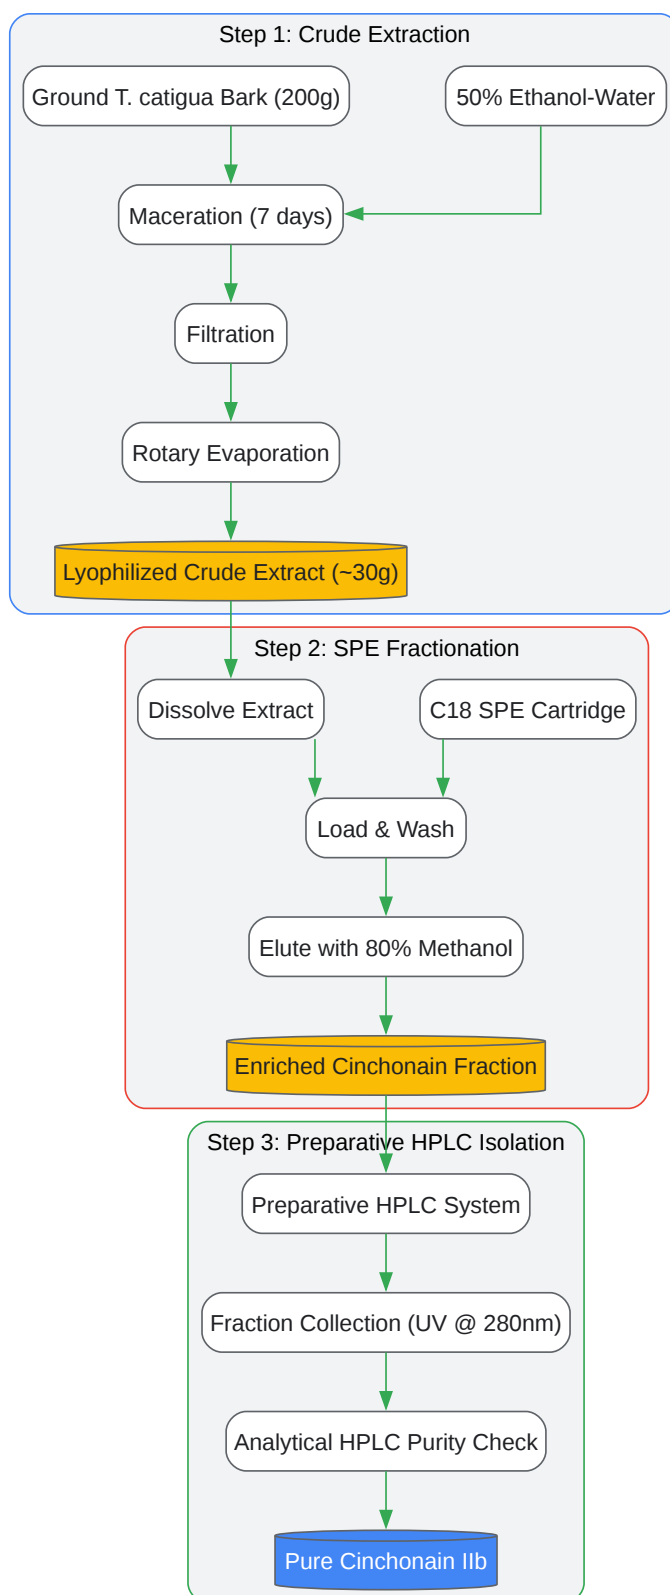 Step 1: Crude Extraction
Ground T. catigua Bark (200g)
50% Ethanol-Water
Maceration (7 days)
Filtration
Rotary Evaporation
Lyophilized Crude Extract (~30g)
Step 2: SPE Fractionation
Dissolve Extract
C18 SPE Cartridge
Load & Wash
Elute with 80% Methanol
Enriched Cinchonain Fraction
Step 3: Preparative HPLC Isolation
Preparative HPLC System
Fraction Collection (UV @ 280nm)
Analytical HPLC Purity Check
Pure Cinchonain IIb